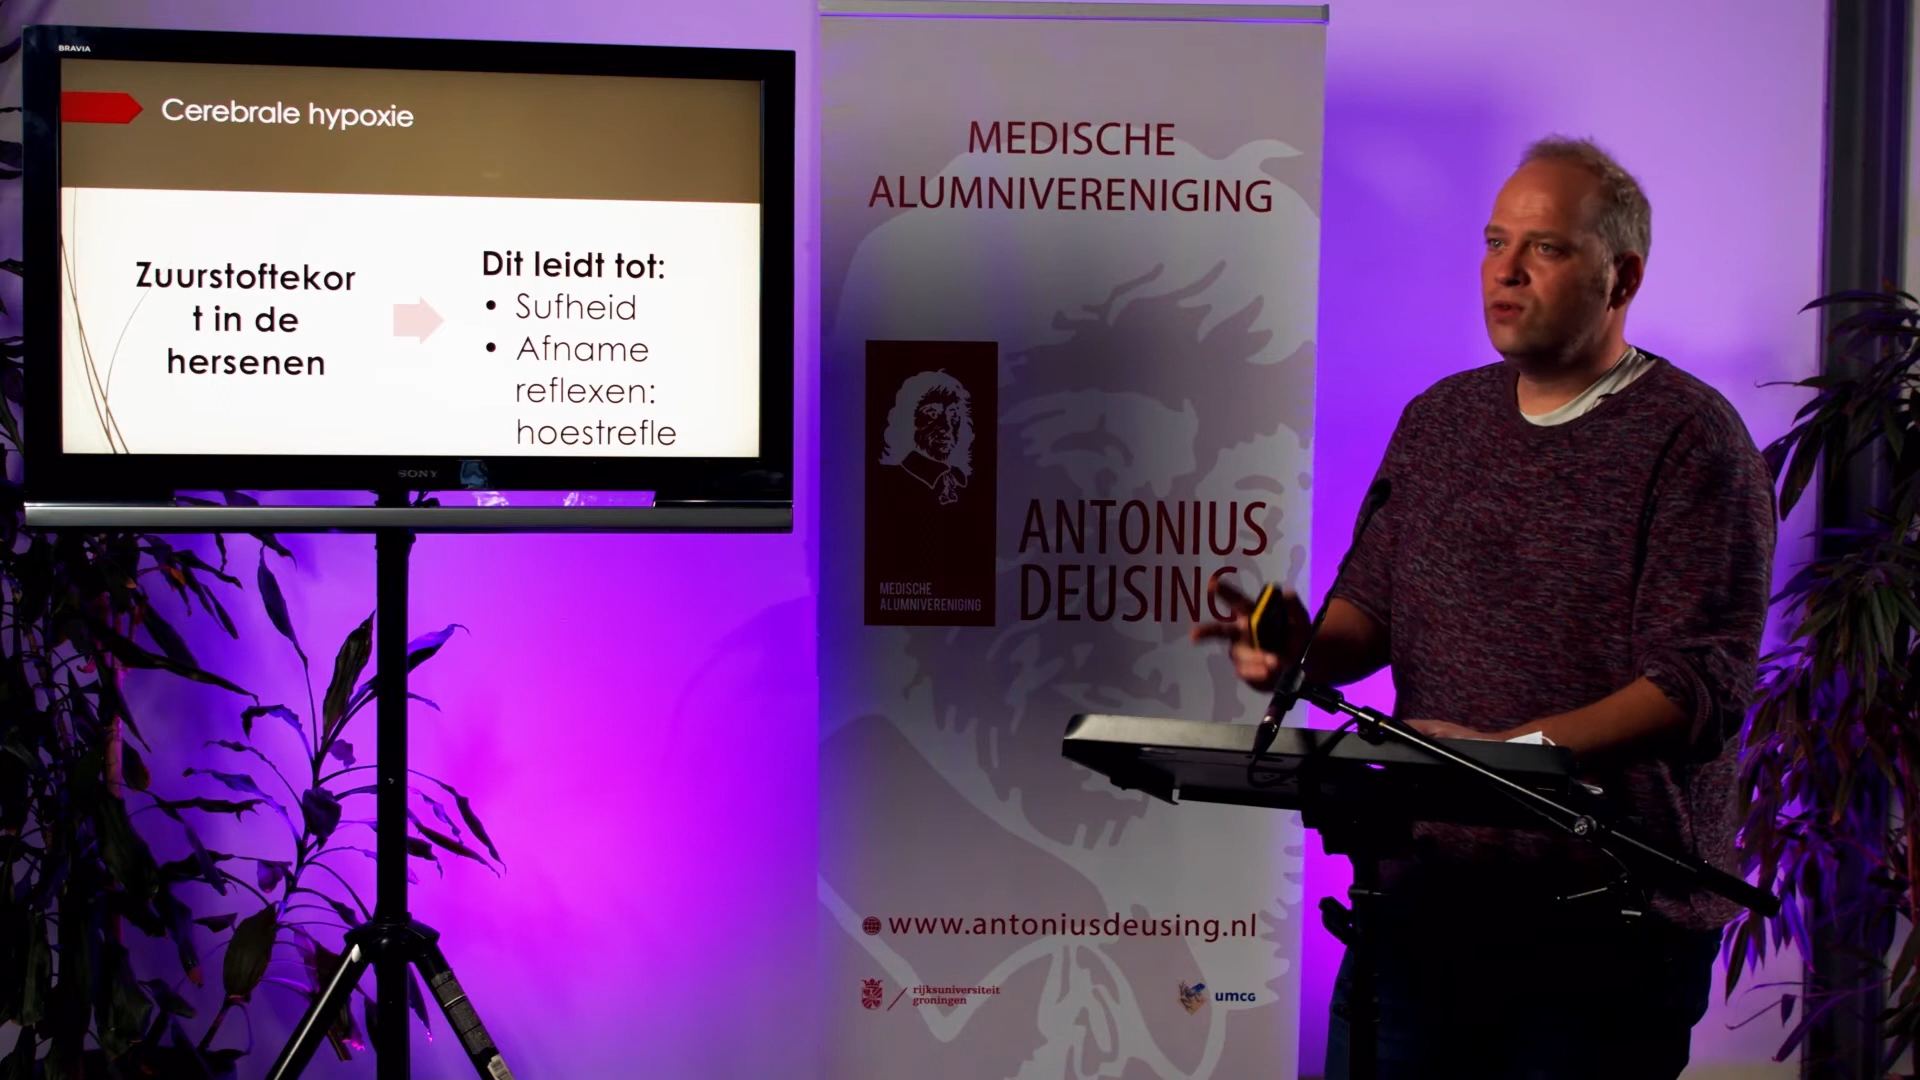 BRAVIA
Cerebrale hypoxie
Zuurstoftekor
t in de
hersenen
Dit leidt tot:
• Sufheid
• Afname
reflexen:
hoestrefle
SONY
MEDISCHE
ALUMNIVERENIGING
MEDISCHE
ALUMNIVERENIGING
ANTONIUS
DEUSING
www.antoniusdeusing.nl
rijksuniversiteit
groningen
umcg